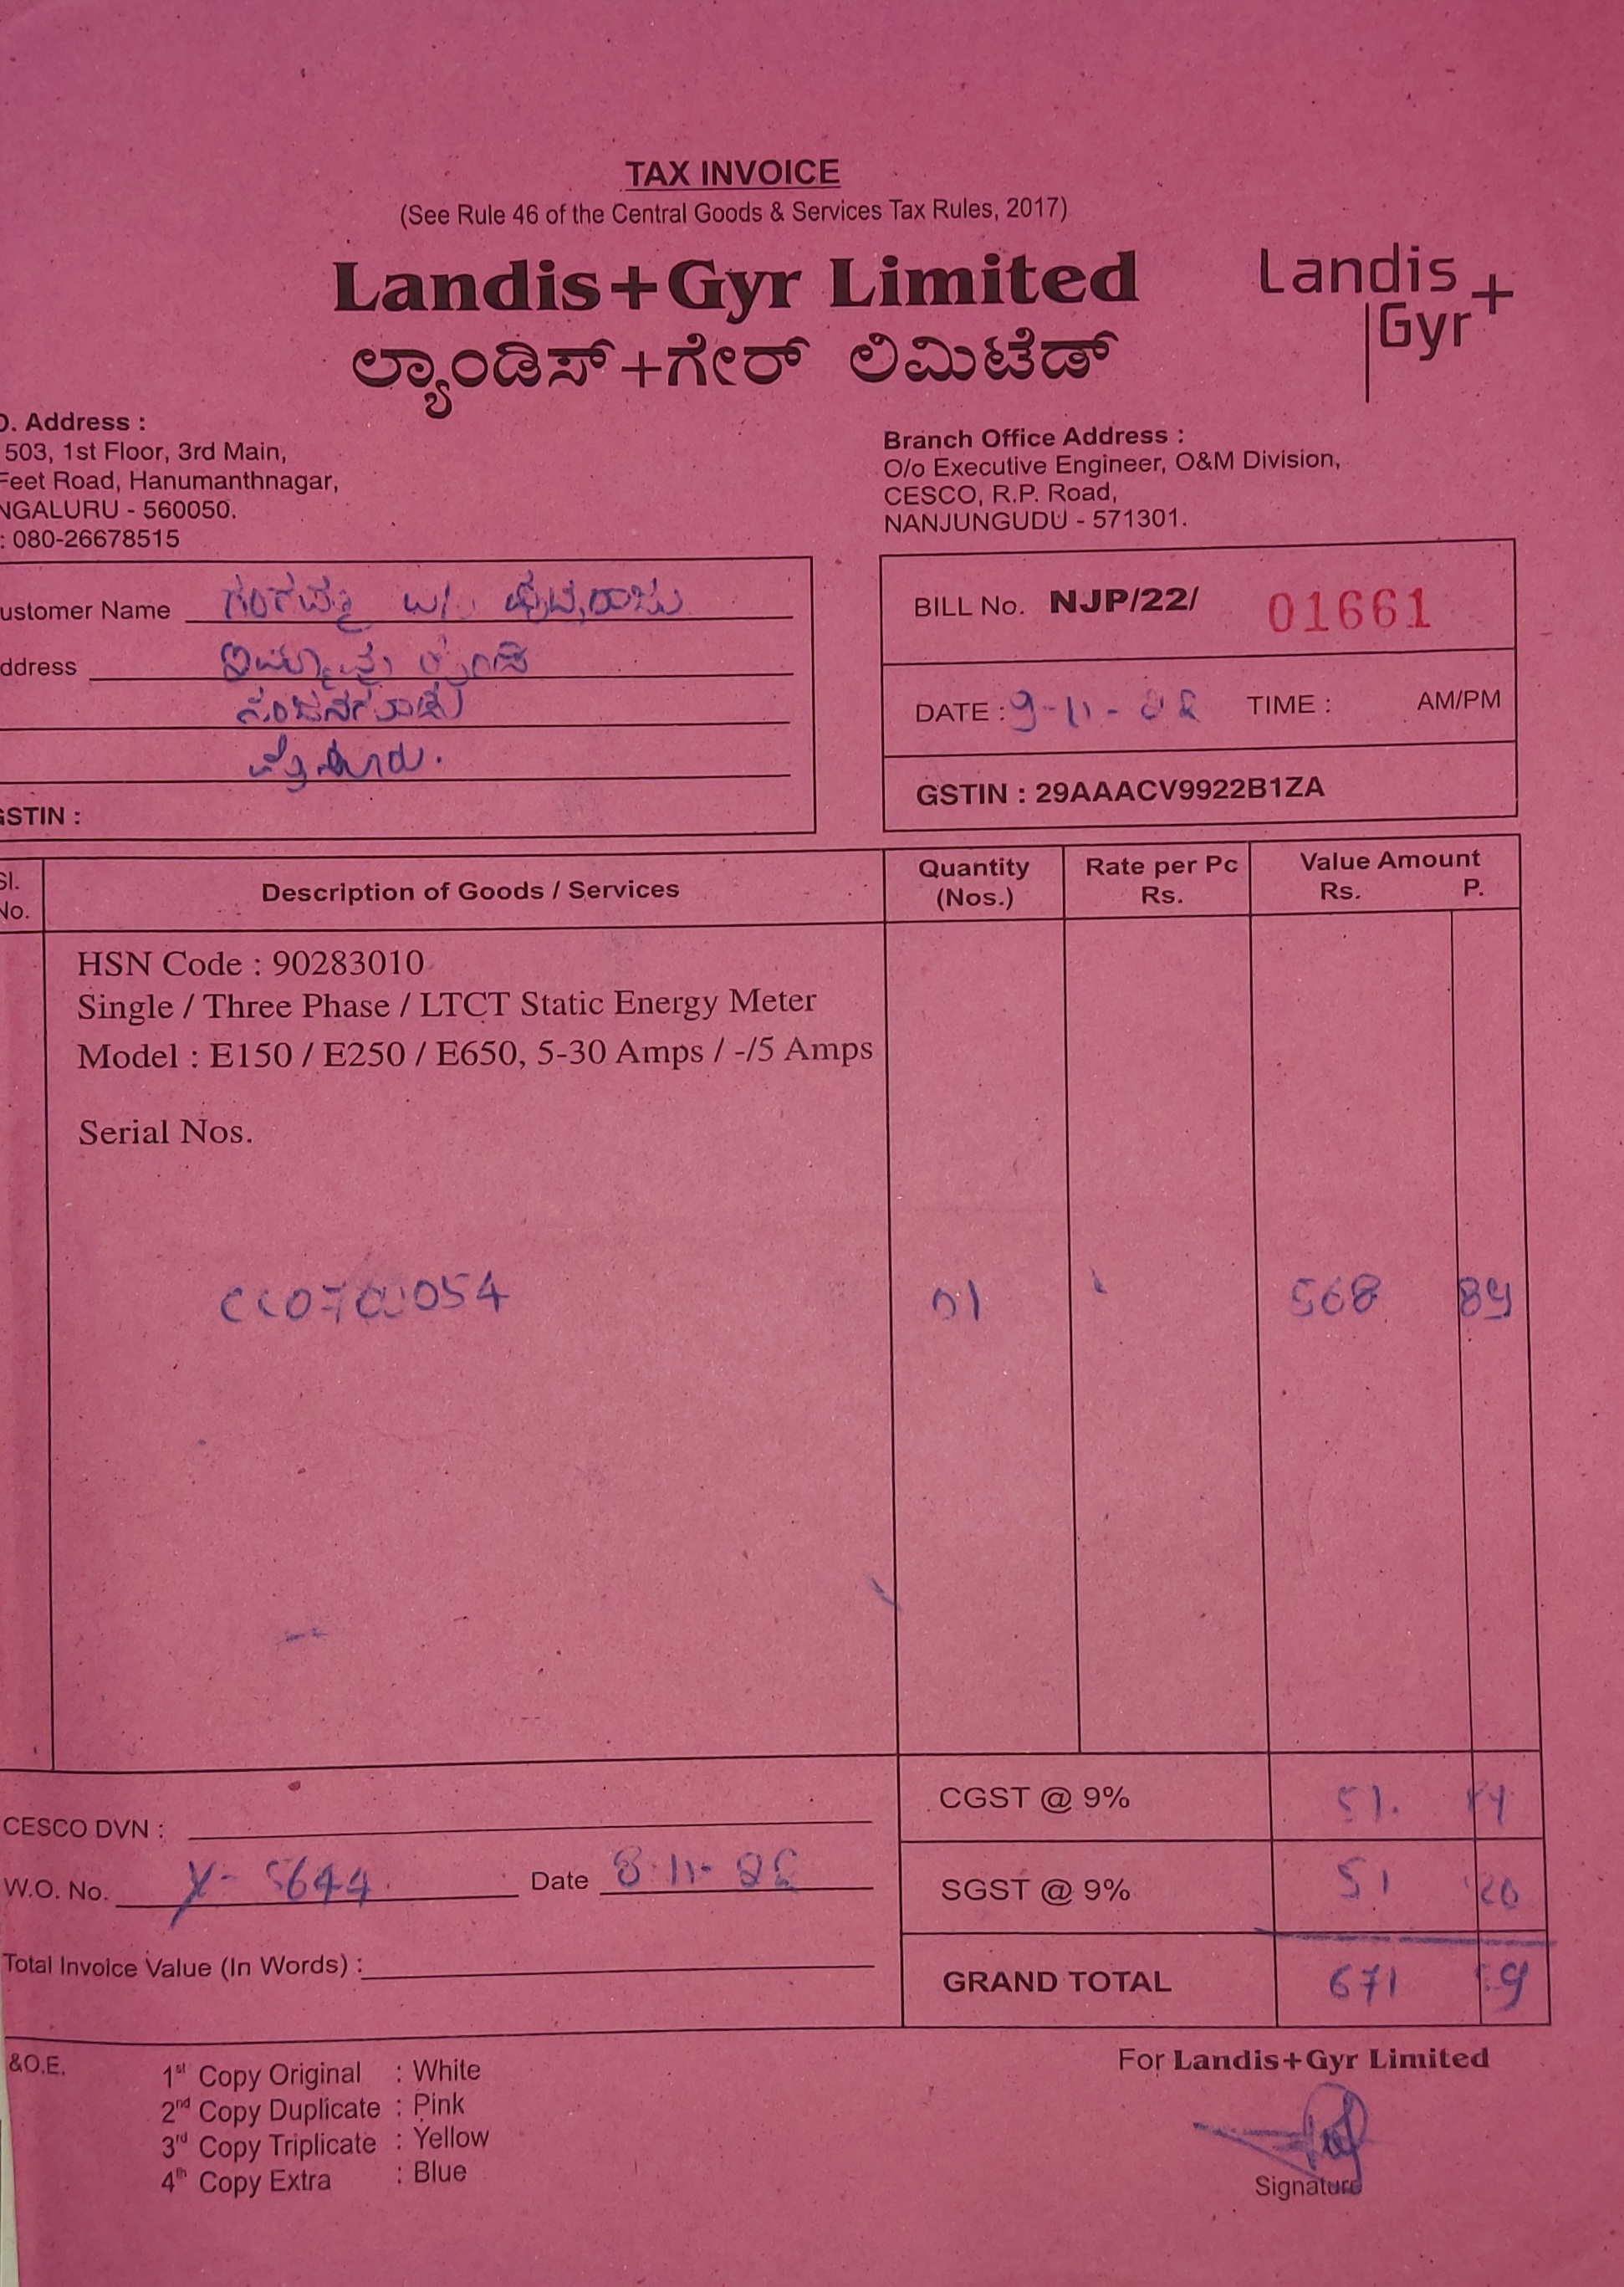 TAX INVOICE
(See Rule 46 of the Central Goods & Services Tax Rules, 2017)
Landis+Gyr Limited
ಲ್ಯಾಂಡಿಸ್+ಗೇರ್ ಲಿಮಿಟೆಡ್
Landis
Gyr+
O. Address :
503, 1st Floor, 3rd Main,
Feet Road, Hanumanthnagar,
NGALURU - 560050.
: 080-26678515
Branch Office Address :
O/o Executive Engineer, O&M Division,
CESCO, R.P. Road,
NANJUNGUDU - 571301.
ustomer Name
ddress
ಮೈಸೂರು.
GSTIN :
BILL No. NJP/22/ 01661
DATE : 9-11- TIME : AM/PM
GSTIN : 29AAACV9922B1ZA
Sl. No. Description of Goods / Services Quantity (Nos.) Rate per Pc Rs. Value Amount Rs. P.
HSN Code : 90283010
Single / Three Phase / LTCT Static Energy Meter
Model : E150 / E250 / E650, 5-30 Amps / -/5 Amps
Serial Nos.
01 568 89
CESCO DVN :
W.O. No. 5644 Date 8-11-
Total Invoice Value (In Words) :
CGST @ 9% 51.
SGST @ 9% 51 20
GRAND TOTAL 671
&O.E.
1st Copy Original : White
2nd Copy Duplicate : Pink
3rd Copy Triplicate : Yellow
4th Copy Extra : Blue
For Landis+Gyr Limited
Signature